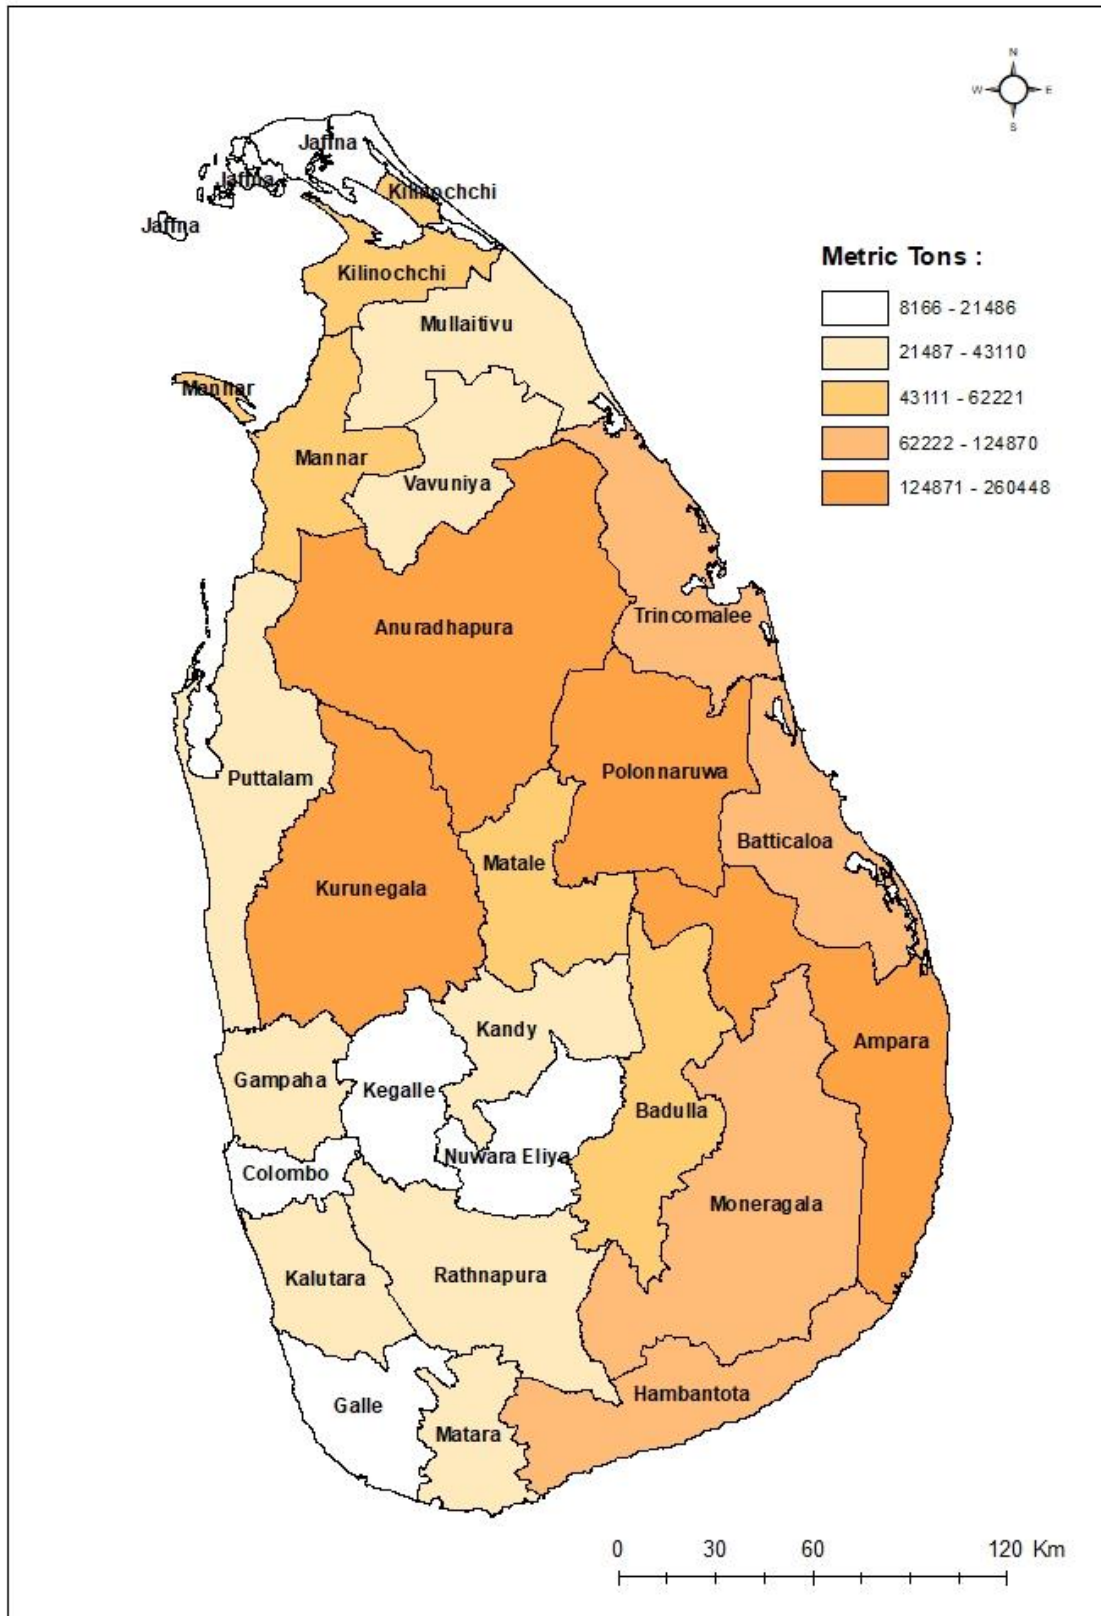 N
W E
S
Jaffna
Jaffna
Kilinochchi
Jaffna
Metric Tons :
Kilinochchi
8166 - 21486
Mullaitivu
21487 - 43110
Mannar
43111 - 62221
Mannar
62222 - 124870
Vavuniya
124871 - 260448
Trincomalee
Anuradhapura
Polonnaruwa
Puttalam
Batticaloa
Matale
Kurunegala
Kandy
Ampara
Gampaha
Kegalle
Badulla
Nuwara Eliya
Colombo
Moneragala
Rathnapura
Kalutara
Hambantota
Galle
Matara
0 30 60 120 Km